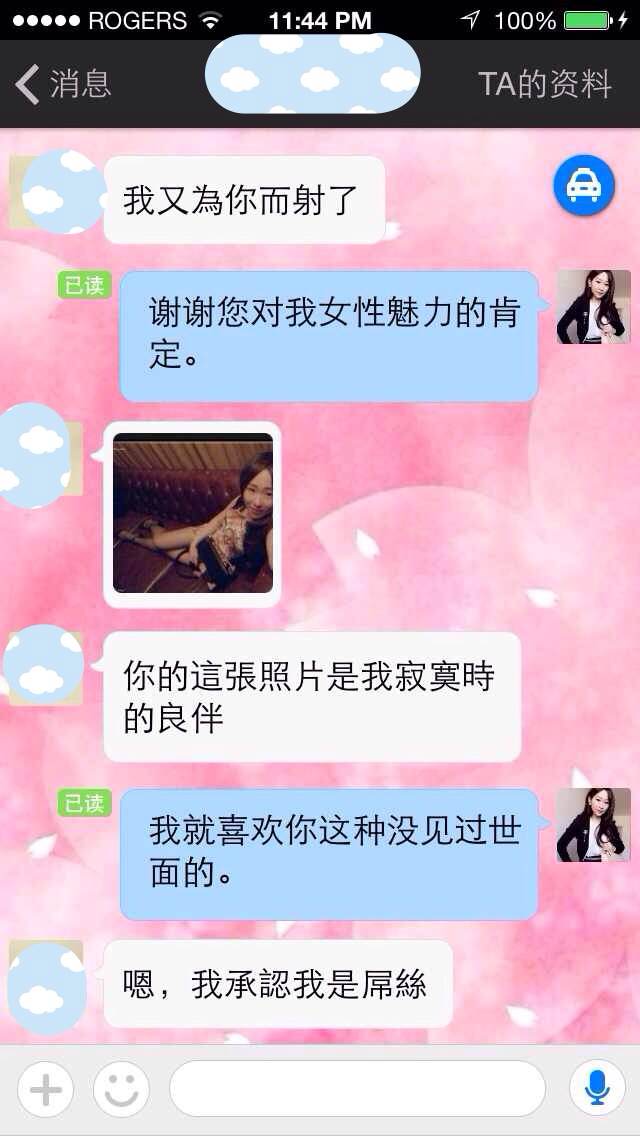 ROGERS 11:44 PM 100%
消息 TA的资料
我又為你而射了
已读
谢谢您对我女性魅力的肯
定。
你的這張照片是我寂寞時
的良伴
已读
我就喜欢你这种没见过世
面的。
嗯，我承認我是屌絲